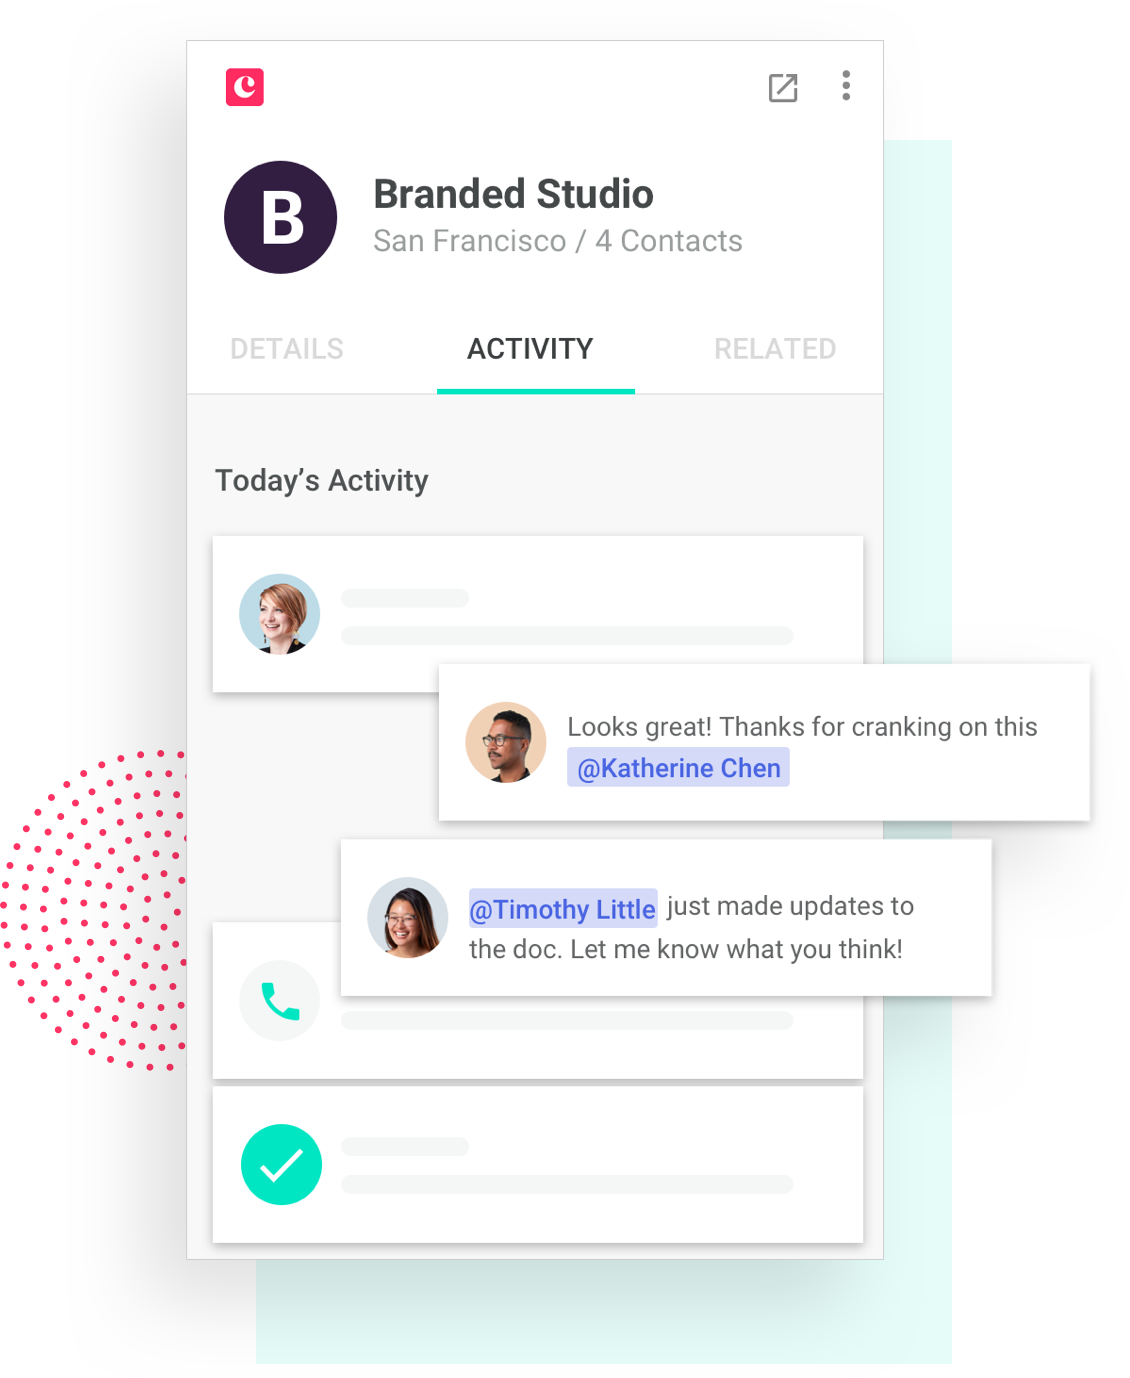 C
B
Branded Studio
San Francisco / 4 Contacts
DETAILS
ACTIVITY
RELATED
Today’s Activity
Looks great! Thanks for cranking on this
@Katherine Chen
@Timothy Little just made updates to
the doc. Let me know what you think!